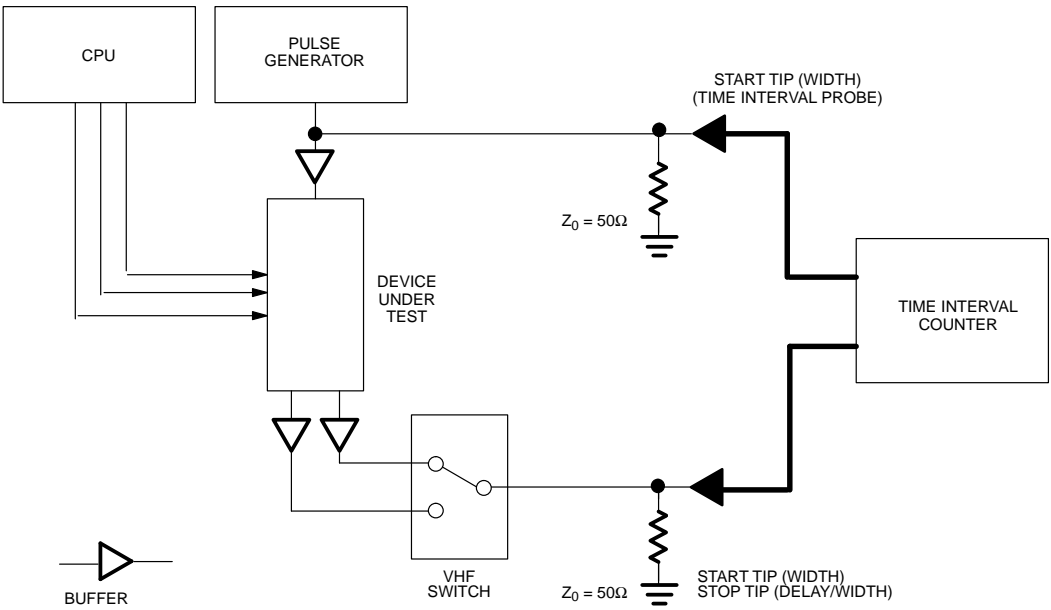 CPU
PULSE
GENERATOR
START TIP (WIDTH)
(TIME INTERVAL PROBE)
Z0 = 50Ω
DEVICE
UNDER
TEST
TIME INTERVAL
COUNTER
VHF
SWITCH
Z0 = 50Ω
START TIP (WIDTH)
STOP TIP (DELAY/WIDTH)
BUFFER